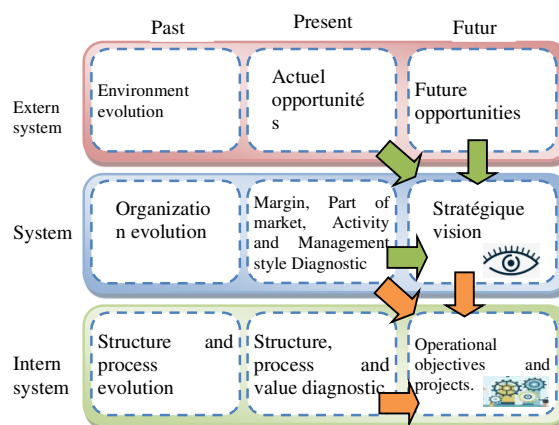 Past
Present
Futur
Extern
system
Environment
evolution
Actuel
opportunité
s
Future
opportunities
System
Organizatio
n evolution
Margin, Part of
market, Activity
and Management
style Diagnostic
Stratégique
vision
Intern
system
Structure and
process
evolution
Structure,
process and
value diagnostic
Operational
objectives and
projects.